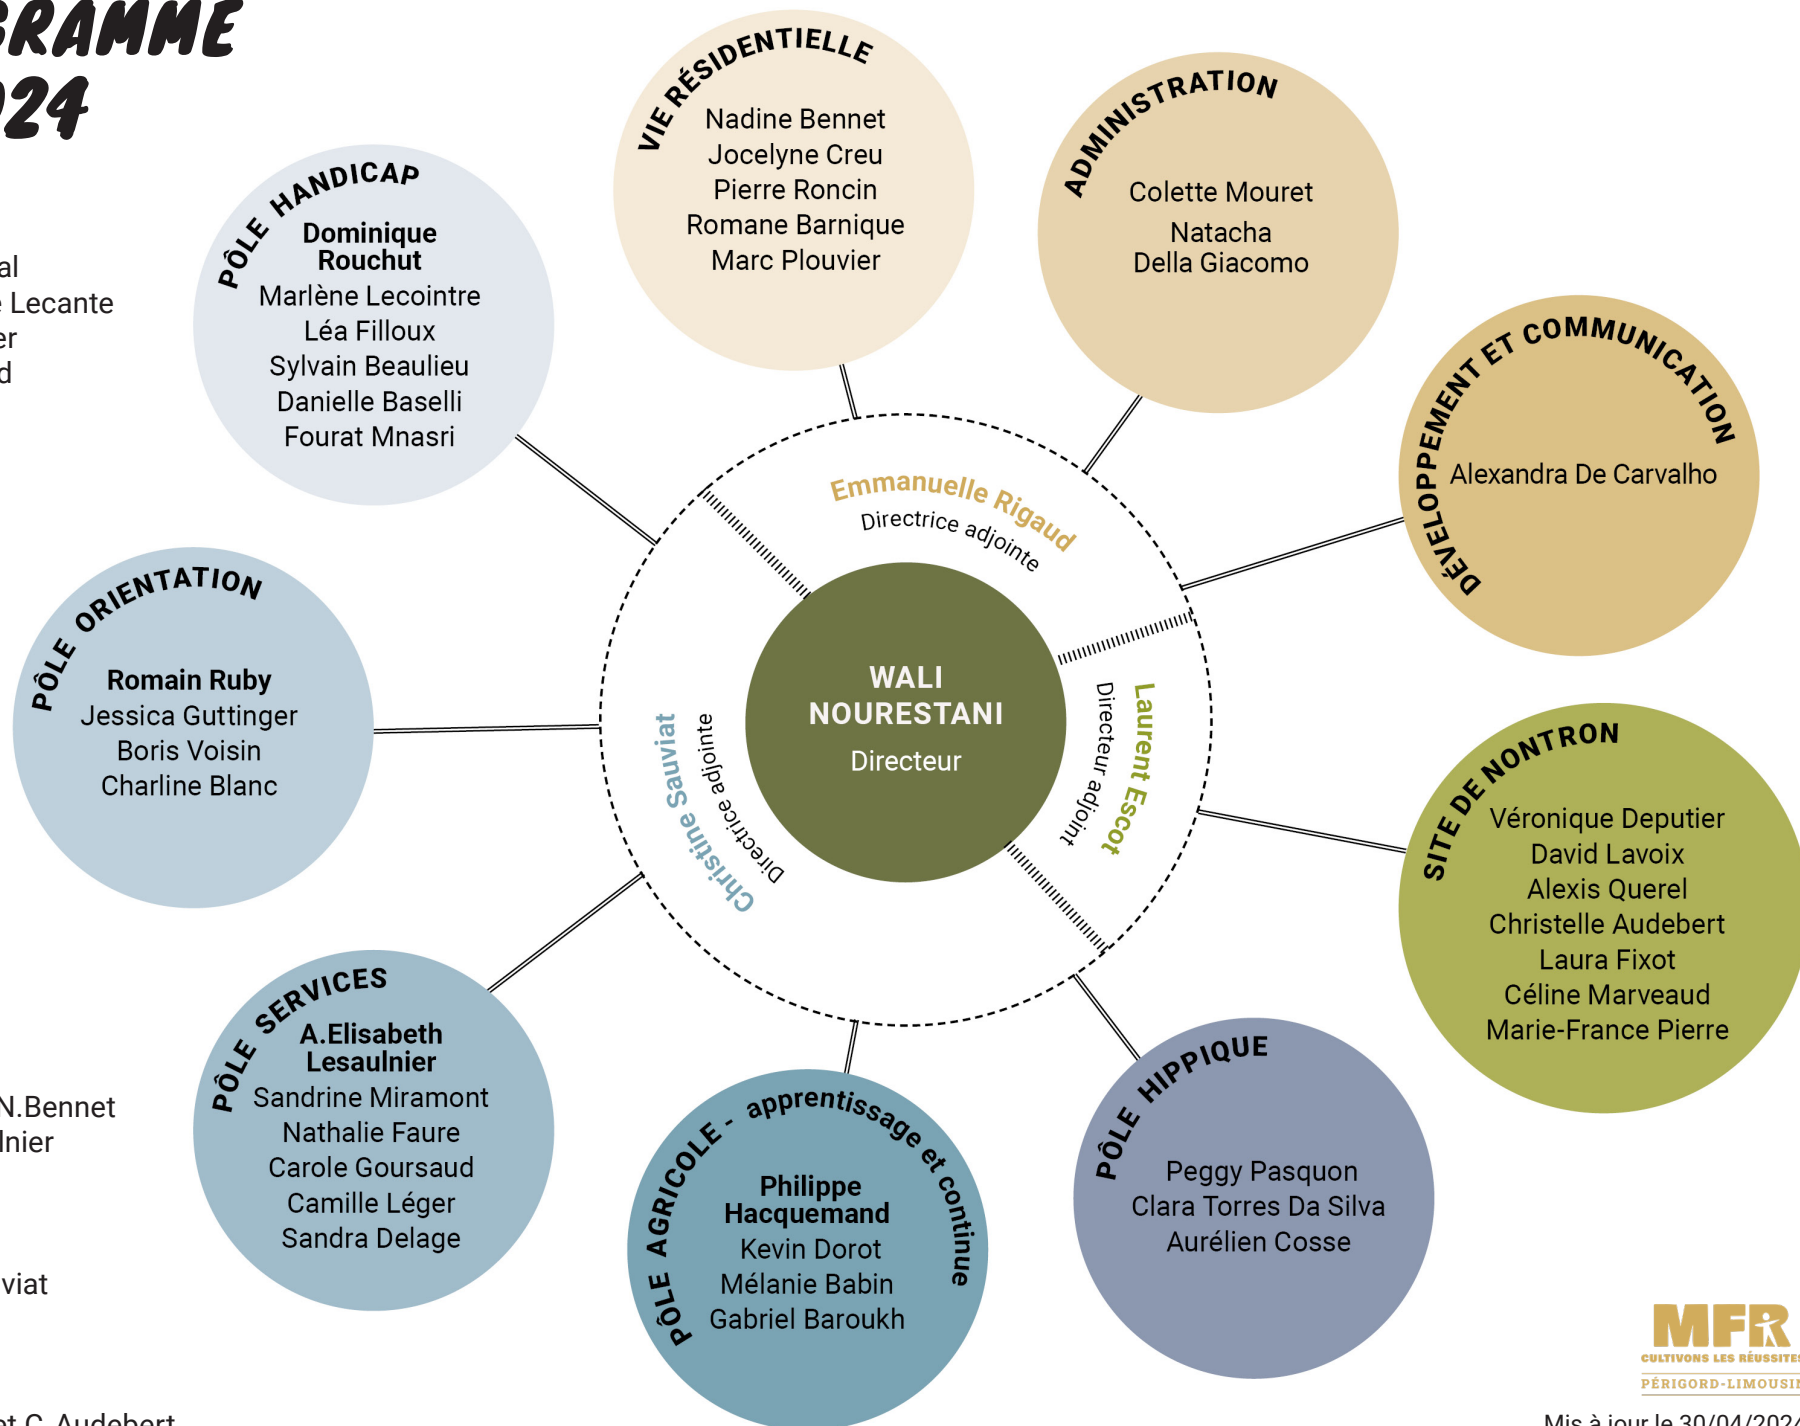 GRAMME
024
al
e Lecante
er
d
N.Bennet
lnier
viat
et C. Audebert
PÔLE HANDICAP
Dominique
Rouchut
Marlène Lecointre
Léa Filloux
Sylvain Beaulieu
Danielle Baselli
Fourat Mnasri
VIE RÉSIDENTIELLE
Nadine Bennet
Jocelyne Creu
Pierre Roncin
Romane Barnique
Marc Plouvier
ADMINISTRATION
Colette Mouret
Natacha
Della Giacomo
DÉVELOPPEMENT ET COMMUNICATION
Alexandra De Carvalho
Emmanuelle Rigaud
Directrice adjointe
WALI
NOURESTANI
Directeur
Laurent Escot
Directeur adjoint
Christine Sauviat
Directrice adjointe
PÔLE ORIENTATION
Romain Ruby
Jessica Guttinger
Boris Voisin
Charline Blanc
SITE DE NONTRON
Véronique Deputier
David Lavoix
Alexis Querel
Christelle Audebert
Laura Fixot
Céline Marveaud
Marie-France Pierre
PÔLE SERVICES
A.Elisabeth
Lesaulnier
Sandrine Miramont
Nathalie Faure
Carole Goursaud
Camille Léger
Sandra Delage
PÔLE AGRICOLE - apprentissage et continue
Philippe
Hacquemand
Kevin Dorot
Mélanie Babin
Gabriel Baroukh
PÔLE HIPPIQUE
Peggy Pasquon
Clara Torres Da Silva
Aurélien Cosse
MFR
CULTIVONS LES RÉUSSITES
PÉRIGORD-LIMOUSIN
Mis à jour le 30/04/2024